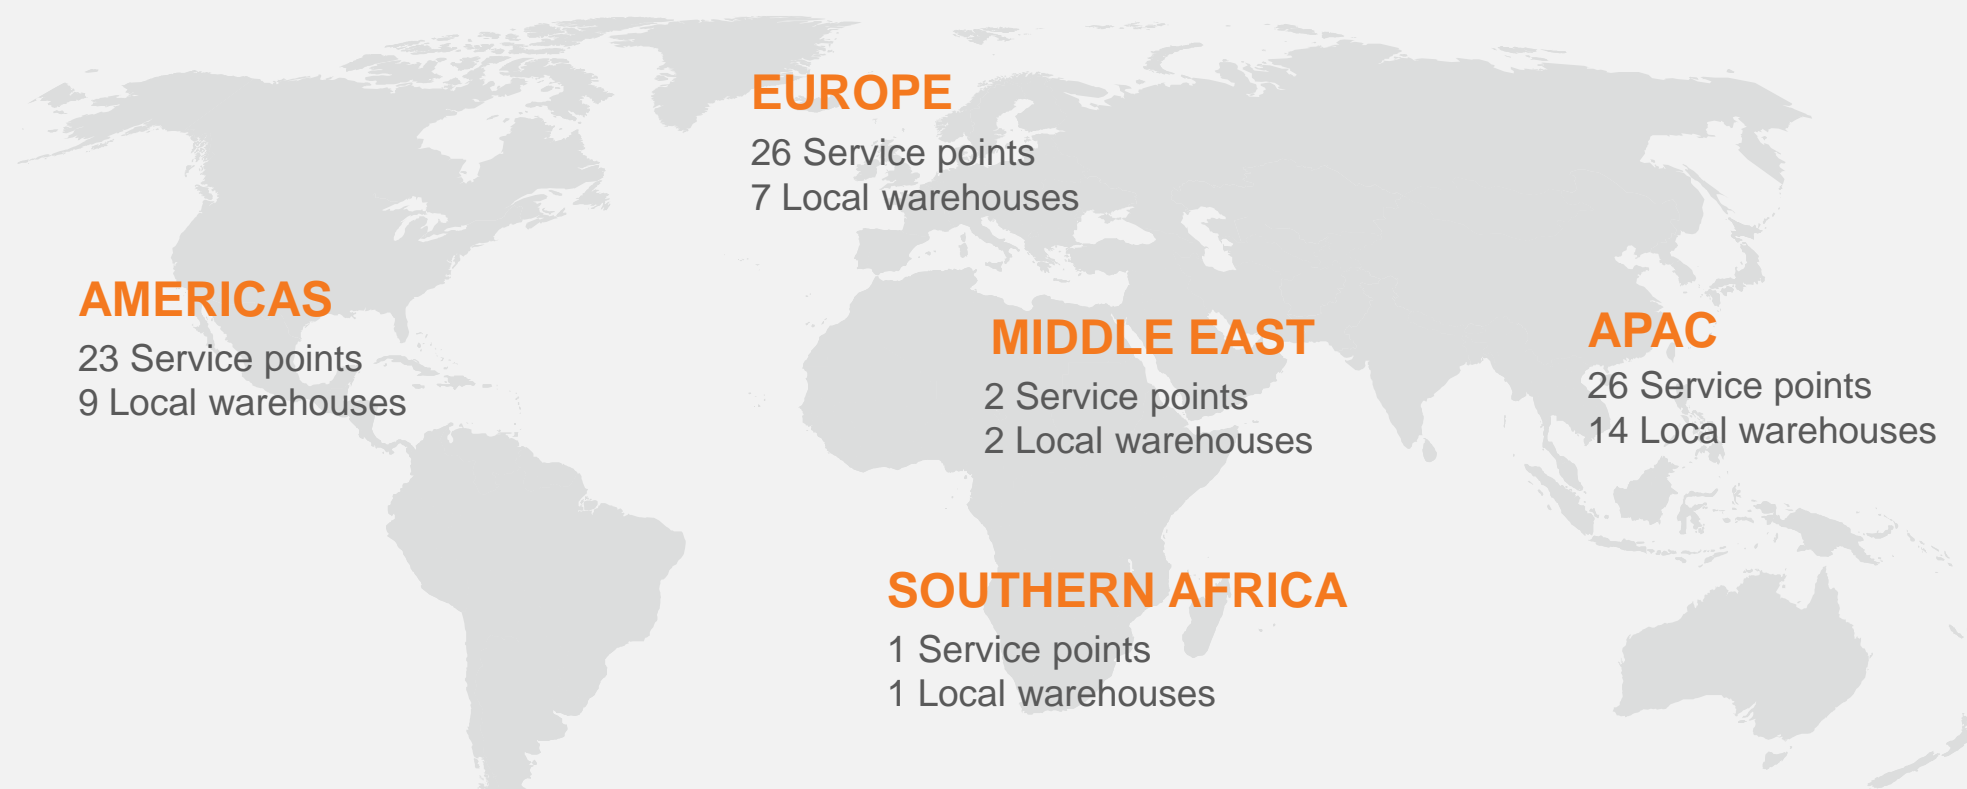 EUROPE
26 Service points
7 Local warehouses
AMERICAS
23 Service points
9 Local warehouses
MIDDLE EAST
2 Service points
2 Local warehouses
APAC
26 Service points
14 Local warehouses
SOUTHERN AFRICA
1 Service points
1 Local warehouses